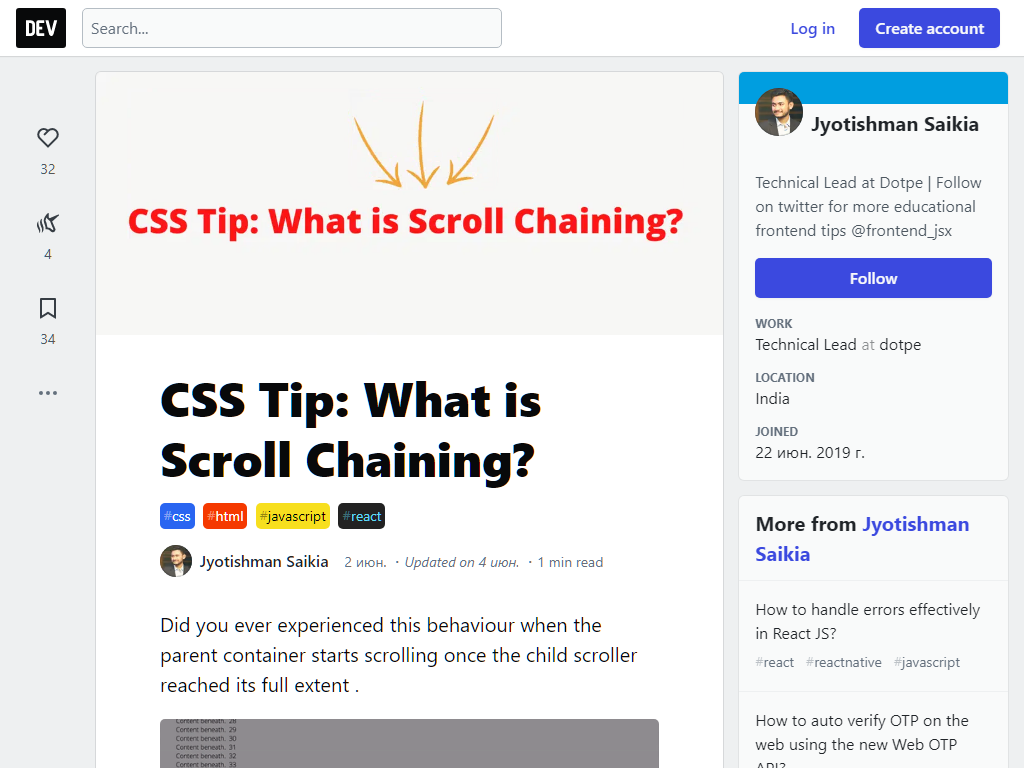 DEV
Search...
Log in
Create account
32
4
34
CSS Tip: What is Scroll Chaining?
CSS Tip: What is
Scroll Chaining?
#css #html #javascript #react
Jyotishman Saikia 2 июн. · Updated on 4 июн. · 1 min read
Did you ever experienced this behaviour when the
parent container starts scrolling once the child scroller
reached its full extent .
Content beneath. 28
Content beneath. 29
Content beneath. 30
Content beneath. 31
Content beneath. 32
Content beneath. 33
Jyotishman Saikia
Technical Lead at Dotpe | Follow
on twitter for more educational
frontend tips @frontend_jsx
Follow
WORK
Technical Lead at dotpe
LOCATION
India
JOINED
22 июн. 2019 г.
More from Jyotishman
Saikia
How to handle errors effectively
in React JS?
#react #reactnative #javascript
How to auto verify OTP on the
web using the new Web OTP
API?